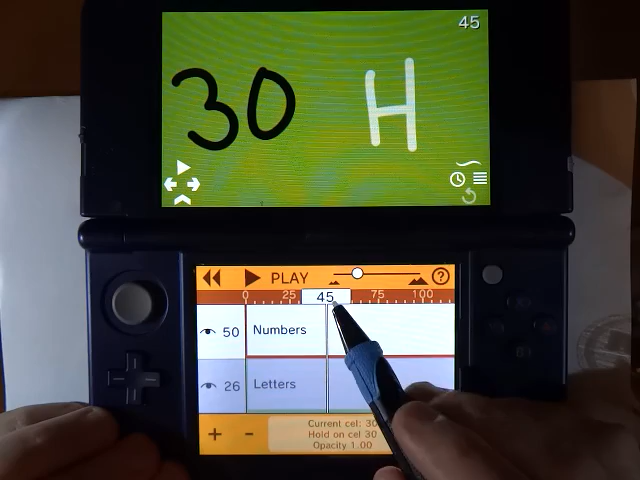 45
30 H
PLAY ?
0 25 45 75 100
50 Numbers
26 Letters
+ -
Current cel: 30
Hold on cel 30
Opacity 1.00